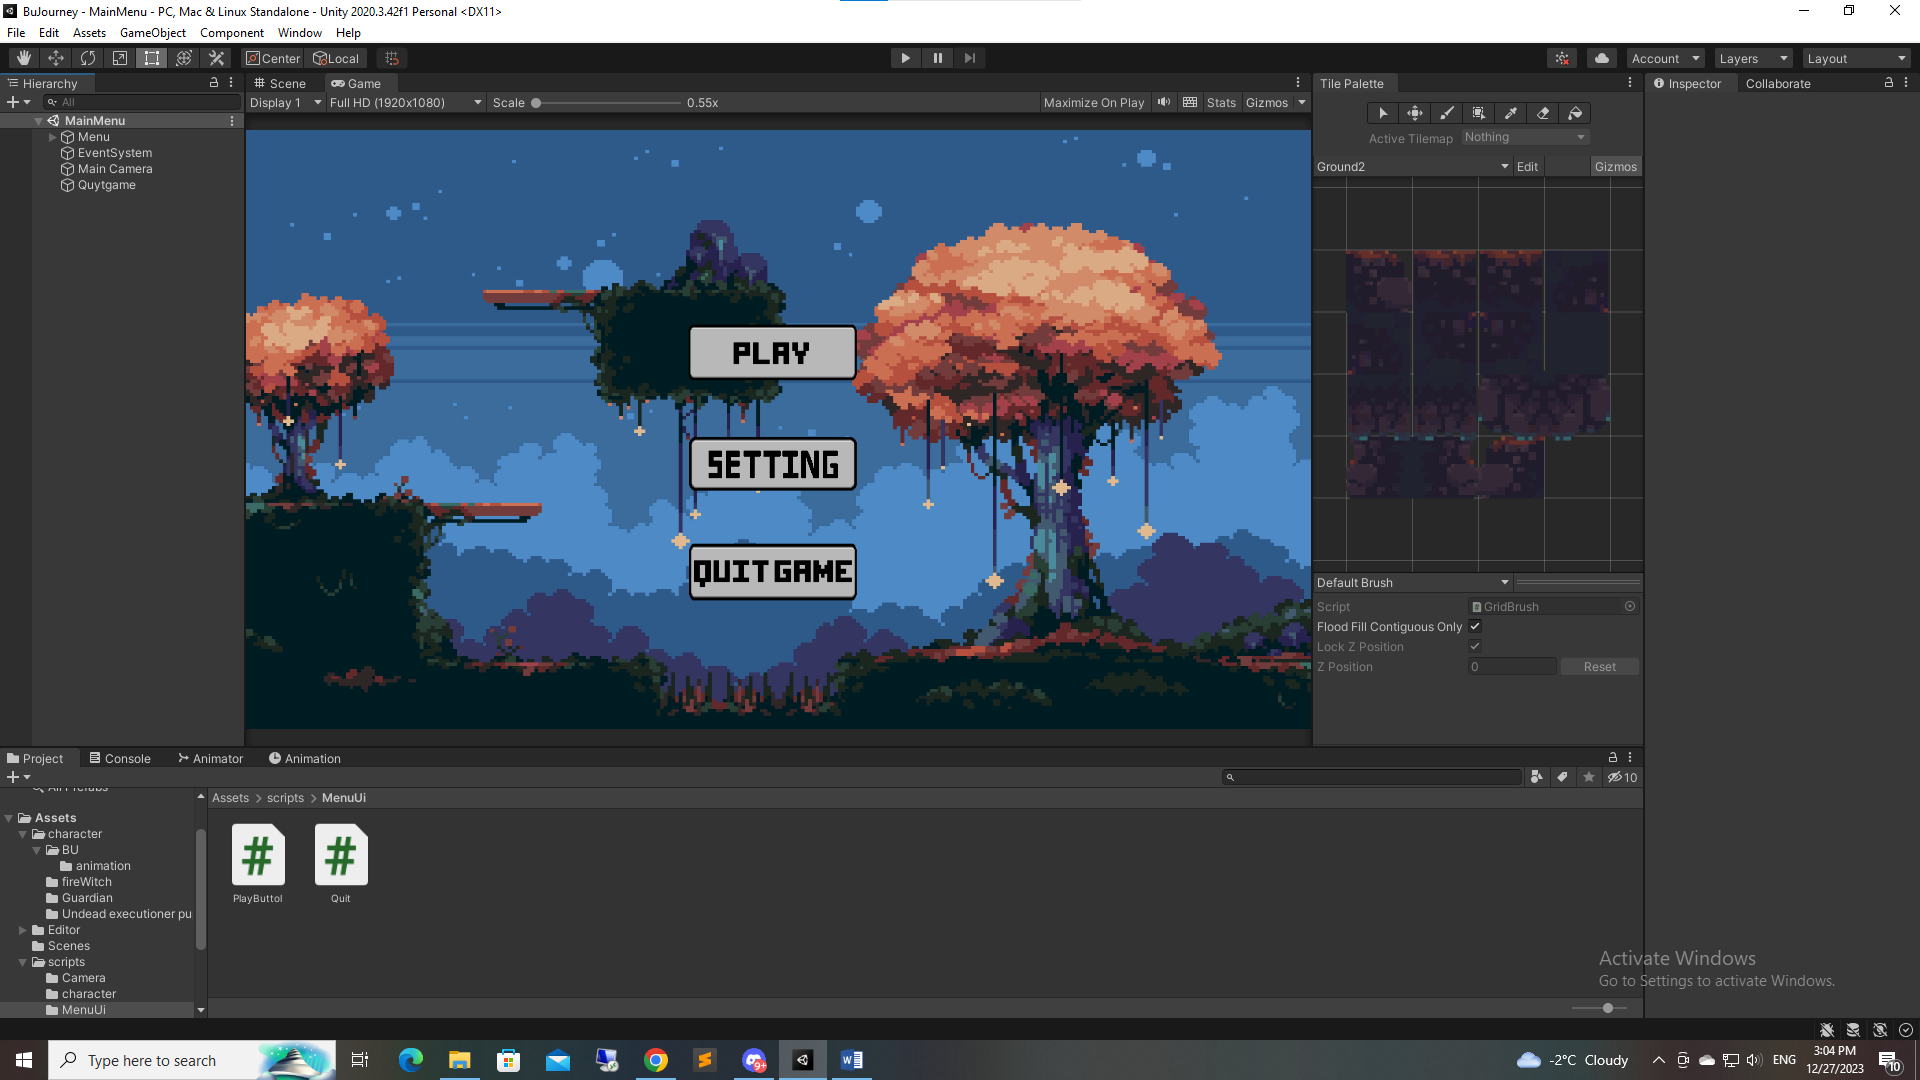 BuJourney - MainMenu - PC, Mac & Linux Standalone - Unity 2020.3.42f1 Personal <DX11>
File Edit Assets GameObject Component Window Help
Center Local Account Layers Layout
Hierarchy Scene Game Tile Palette Inspector Collaborate
All Display 1 Full HD (1920x1080) Scale 0.55x Maximize On Play Stats Gizmos
MainMenu
Menu
EventSystem
Main Camera
Quytgame
Active Tilemap Nothing
Ground2 Edit Gizmos
PLAY
SETTING
QUIT GAME
Default Brush
Script GridBrush
Flood Fill Contiguous Only
Lock Z Position
Z Position 0 Reset
Project Console Animator Animation
10
All Prefabs
Assets > scripts > MenuUi
Assets
character
BU
animation
fireWitch
Guardian
Undead executioner pu
Editor
Scenes
scripts
Camera
character
MenuUi
PlayButtol Quit
Activate Windows
Go to Settings to activate Windows.
Type here to search
9+
-2°C Cloudy
ENG
3:04 PM
12/27/2023
10